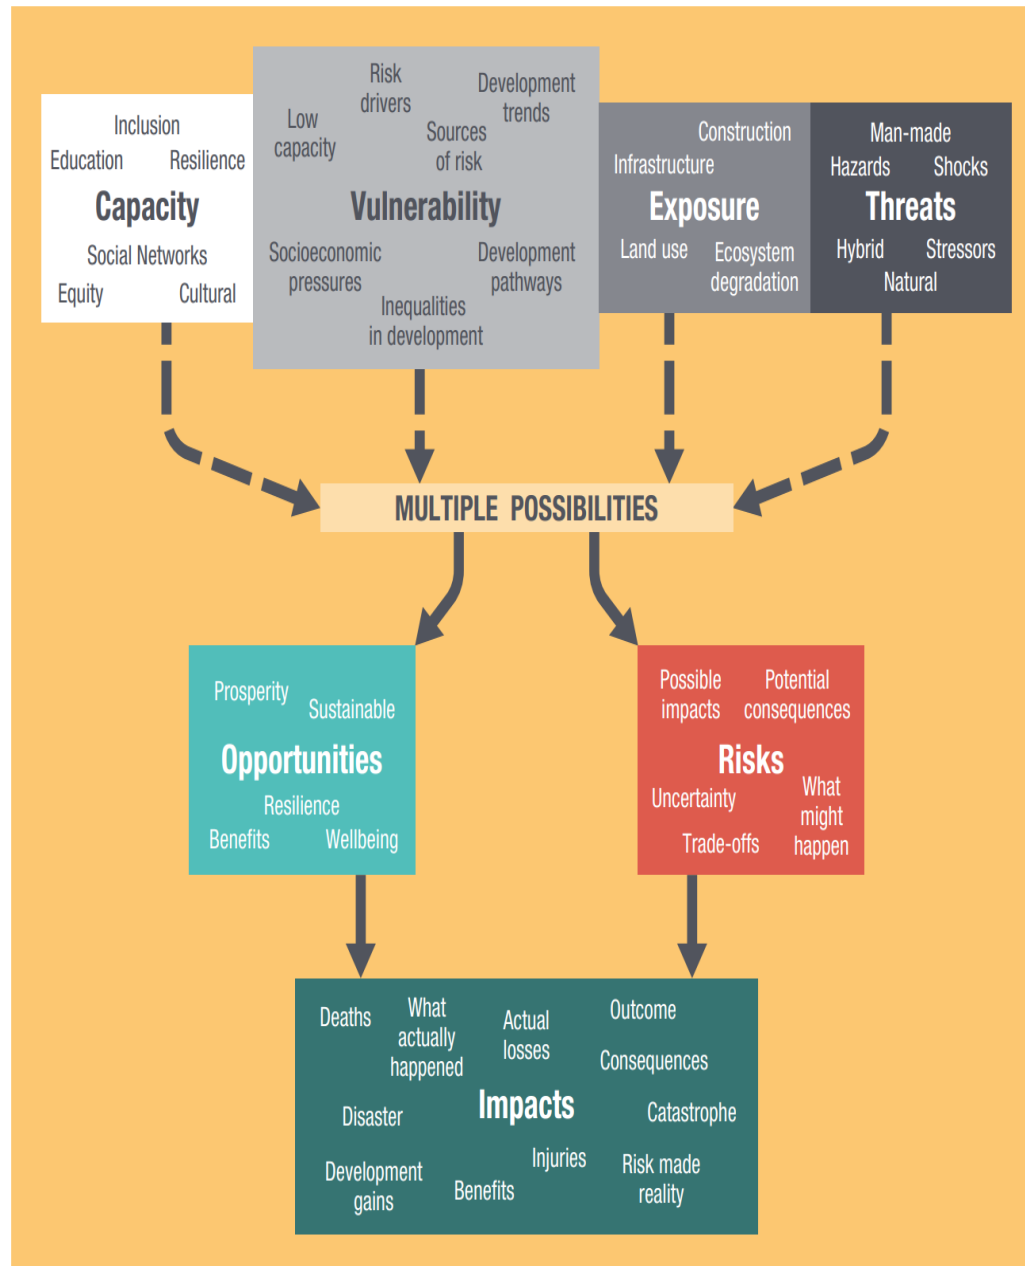 Inclusion
Education
Resilience
Capacity
Social Networks
Equity
Cultural
Risk
drivers
Development
trends
Low
capacity
Sources
of risk
Vulnerability
Socioeconomic
pressures
Development
pathways
Inequalities
in development
Construction
Infrastructure
Exposure
Land use
Ecosystem
degradation
Man-made
Hazards
Shocks
Threats
Hybrid
Stressors
Natural
MULTIPLE POSSIBILITIES
Prosperity
Sustainable
Opportunities
Resilience
Benefits
Wellbeing
Possible
impacts
Potential
consequences
Risks
Uncertainty
What
might
happen
Trade-offs
Deaths
What
actually
happened
Actual
losses
Outcome
Consequences
Impacts
Disaster
Catastrophe
Development
gains
Benefits
Injuries
Risk made
reality